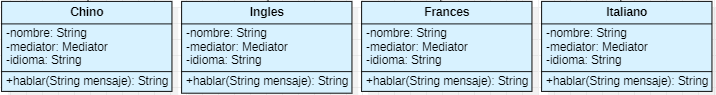 Chino
-nombre: String
-mediator: Mediator
-idioma: String
+hablar(String mensaje): String
Ingles
-nombre: String
-mediator: Mediator
-idioma: String
+hablar(String mensaje): String
Frances
-nombre: String
-mediator: Mediator
-idioma: String
+hablar(String mensaje): String
Italiano
-nombre: String
-mediator: Mediator
-idioma: String
+hablar(String mensaje): String